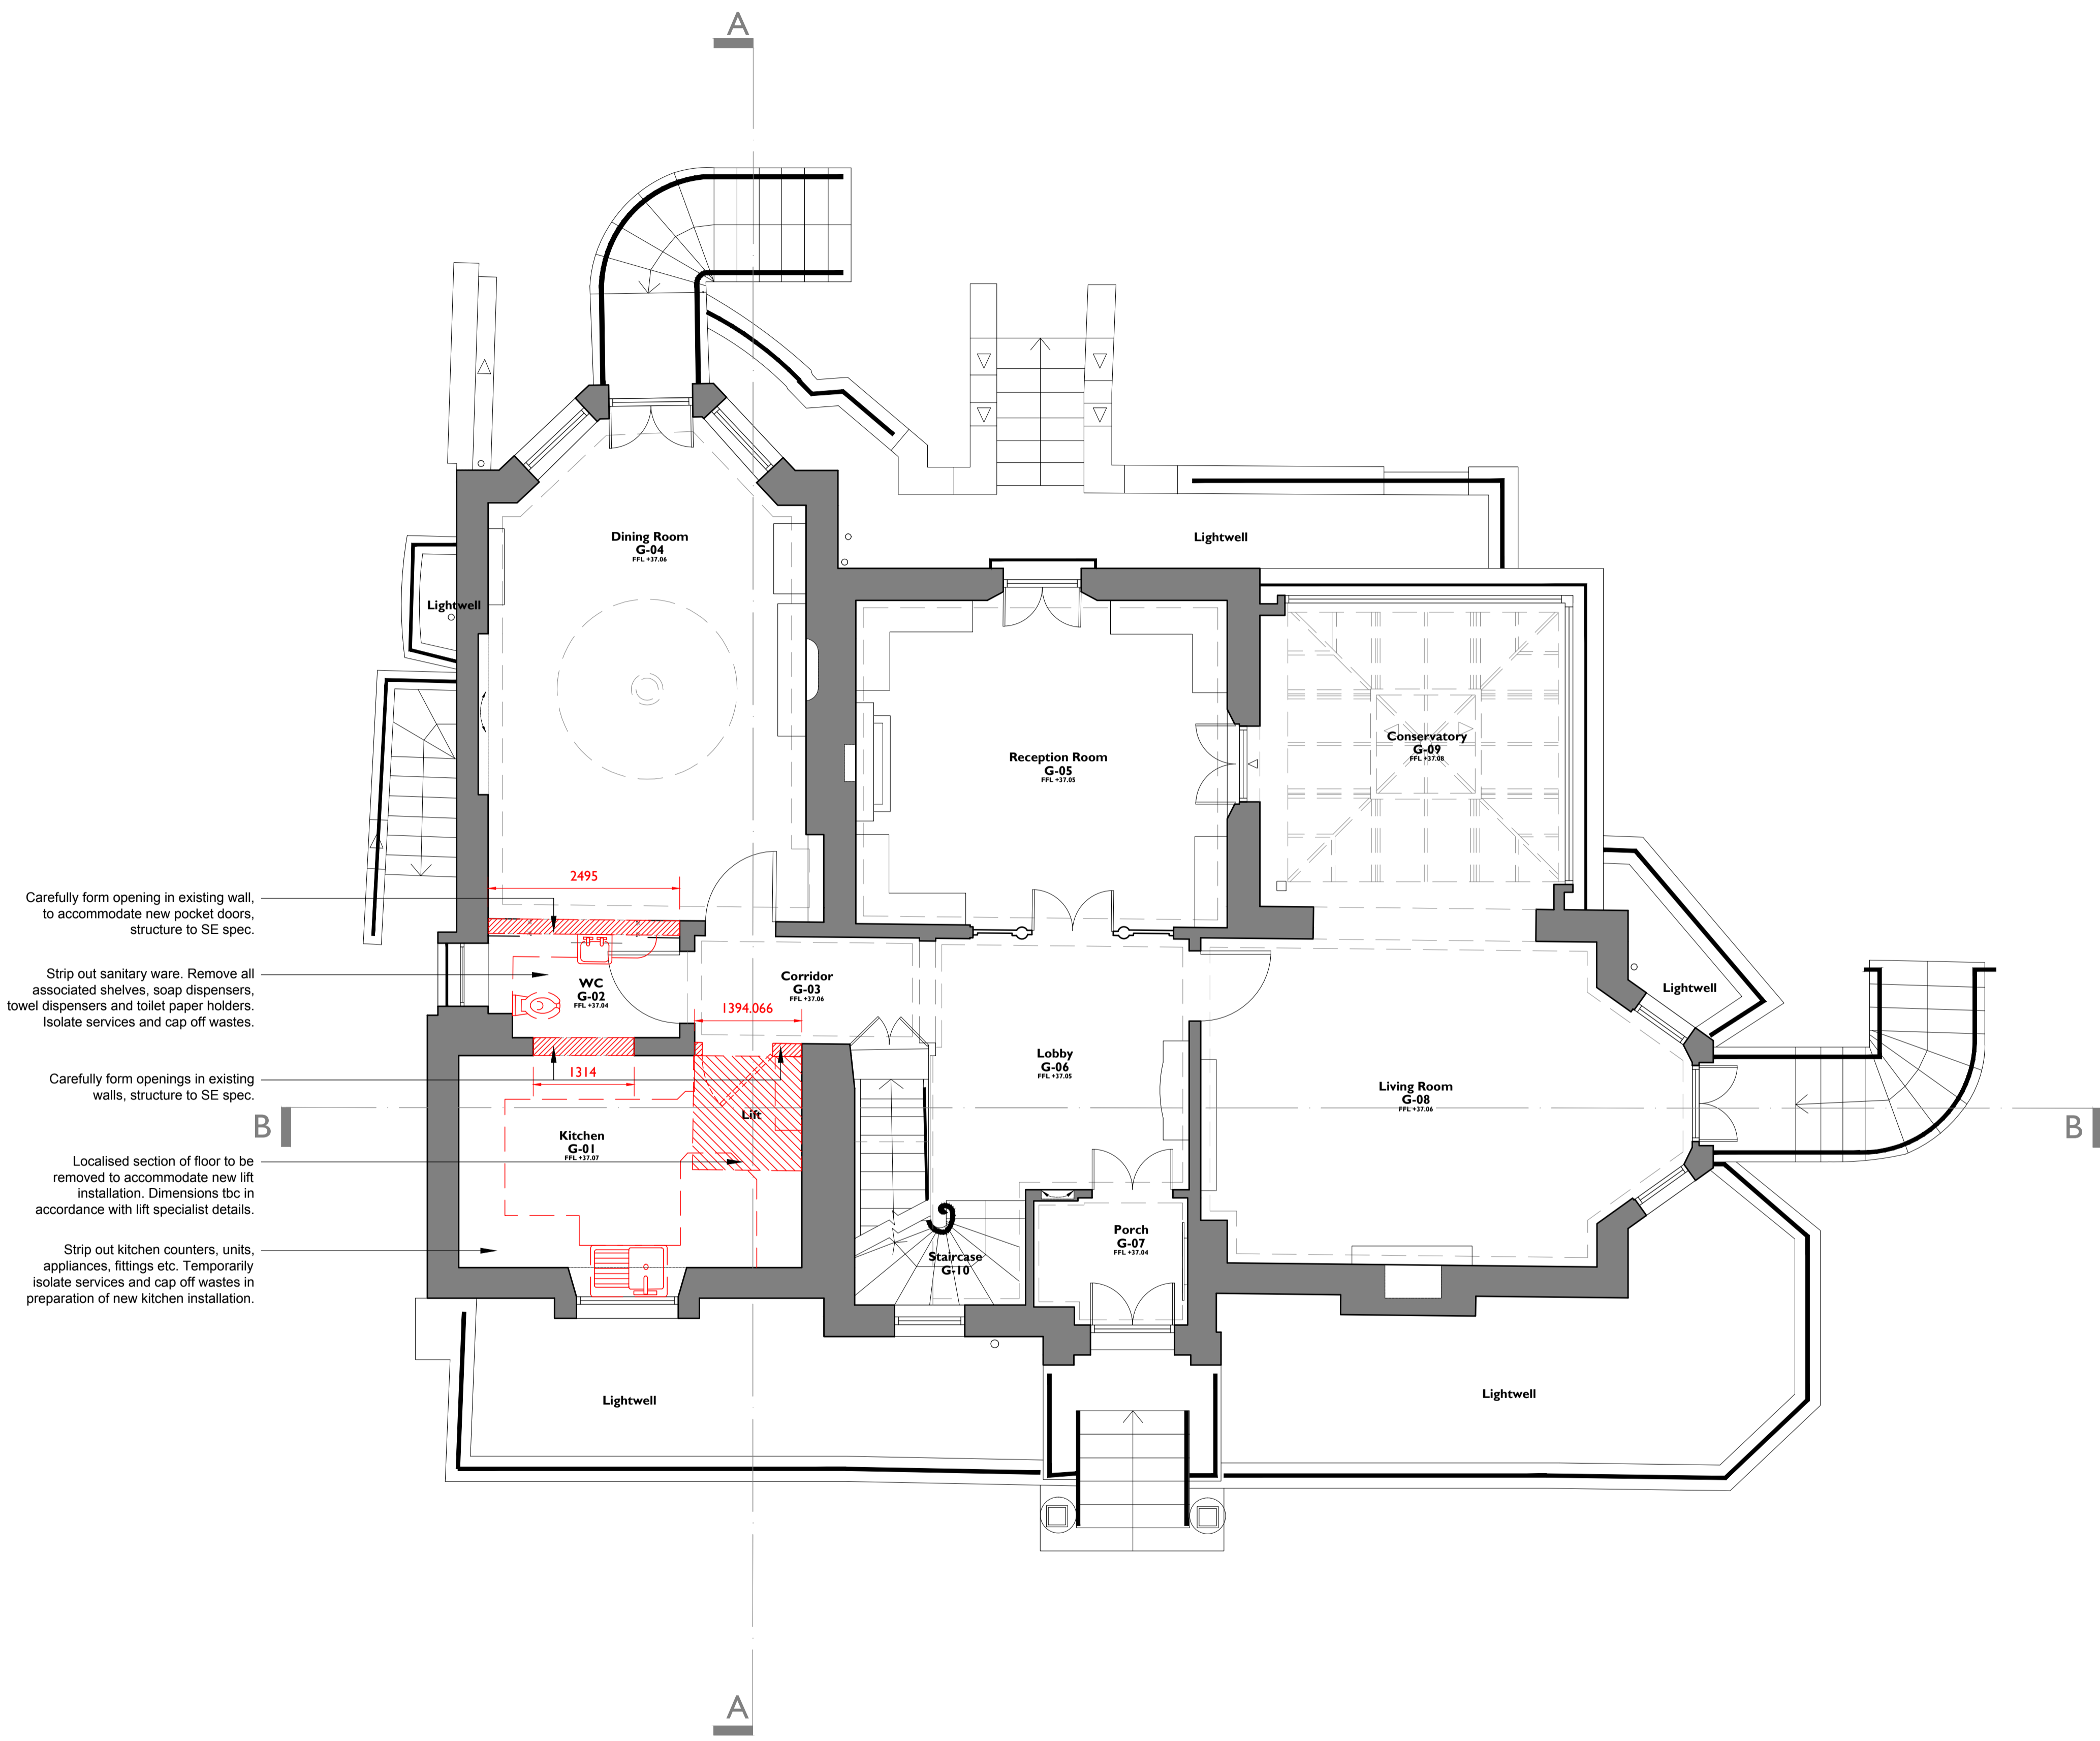 A
Dining Room
G-04
FFL +37.06
Lightwell
Lightwell
Reception Room
G-05
FFL +37.05
Conservatory
G-09
FFL +37.08
2495
Carefully form opening in existing wall,
to accommodate new pocket doors,
structure to SE spec.
Strip out sanitary ware. Remove all
associated shelves, soap dispensers,
towel dispensers and toilet paper holders.
Isolate services and cap off wastes.
WC
G-02
FFL +37.04
Corridor
G-03
FFL +37.06
1394.066
Lightwell
Carefully form openings in existing
walls, structure to SE spec.
1314
Lobby
G-06
FFL +37.05
Living Room
G-08
FFL +37.06
B
Lift
B
Kitchen
G-01
FFL +37.07
Localised section of floor to be
removed to accommodate new lift
installation. Dimensions tbc in
accordance with lift specialist details.
Strip out kitchen counters, units,
appliances, fittings etc. Temporarily
isolate services and cap off wastes in
preparation of new kitchen installation.
Porch
G-07
FFL +37.04
Staircase
G-10
Lightwell
Lightwell
A